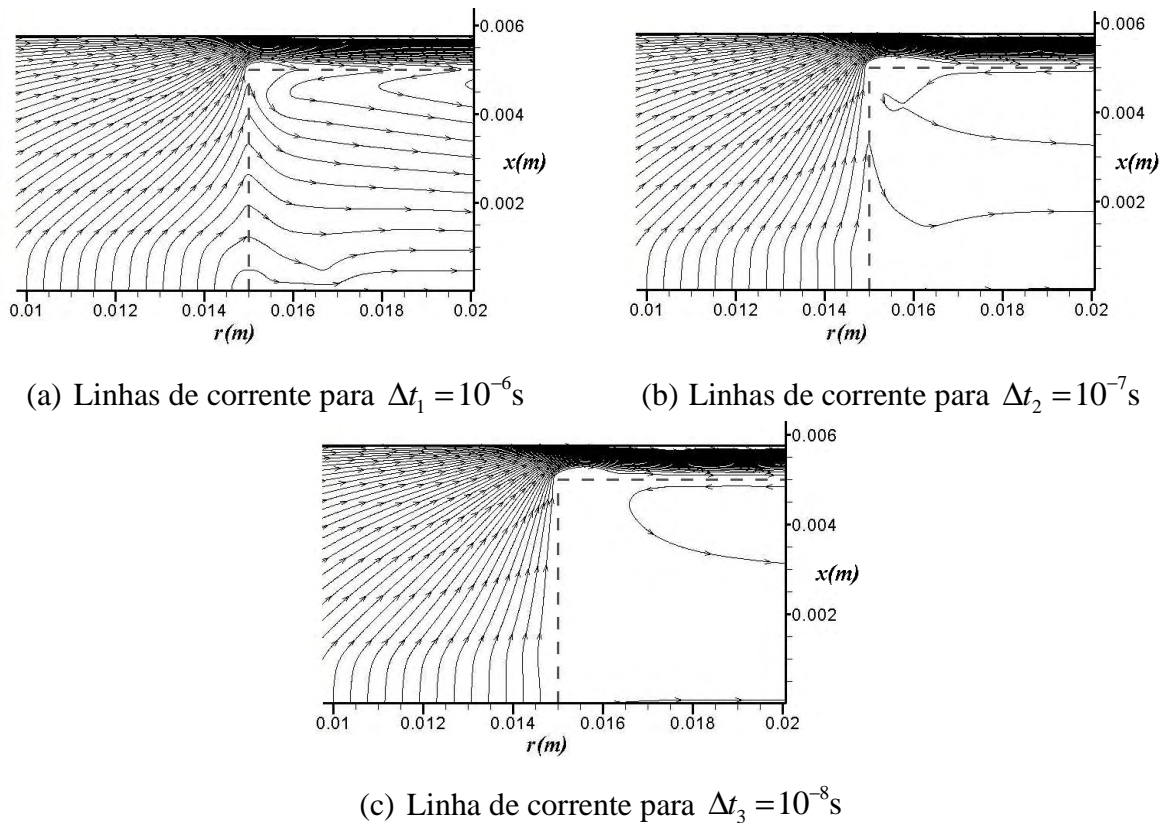 0.006
0.004
x(m)
0.002
0.01 0.012 0.014 0.016 0.018 0.02
r(m)
(a) Linhas de corrente para Δt₁ = 10⁻⁶s
0.006
0.004
x(m)
0.002
0.01 0.012 0.014 0.016 0.018 0.02
r(m)
(b) Linhas de corrente para Δt₂ = 10⁻⁷s
0.006
0.004
x(m)
0.002
0.01 0.012 0.014 0.016 0.018 0.02
r(m)
(c) Linha de corrente para Δt₃ = 10⁻⁸s